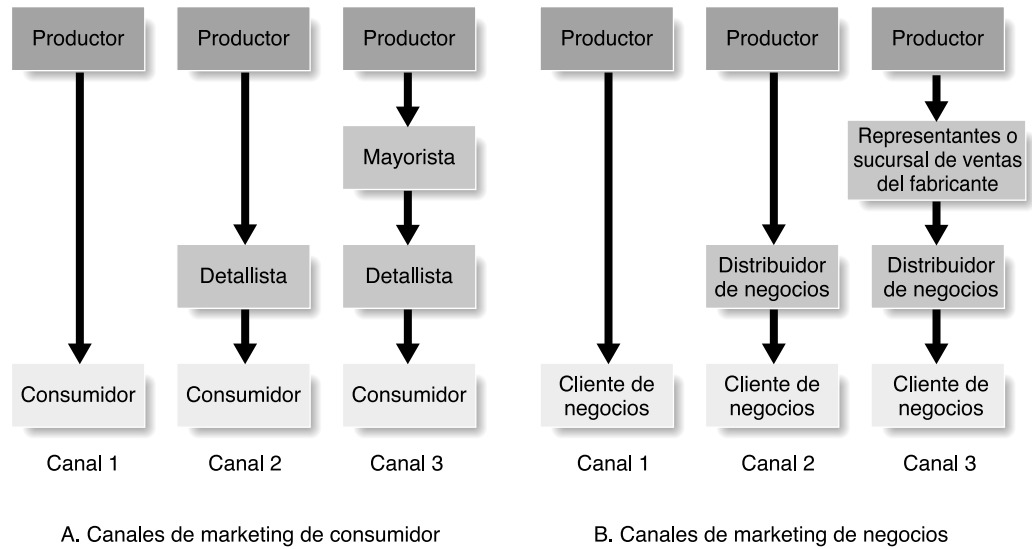 Productor
Productor
Productor
Productor
Productor
Productor
Mayorista
Representantes o
sucursal de ventas
del fabricante
Detallista
Detallista
Distribuidor
de negocios
Distribuidor
de negocios
Consumidor
Consumidor
Consumidor
Cliente de
negocios
Cliente de
negocios
Cliente de
negocios
Canal 1
Canal 2
Canal 3
Canal 1
Canal 2
Canal 3
A. Canales de marketing de consumidor
B. Canales de marketing de negocios